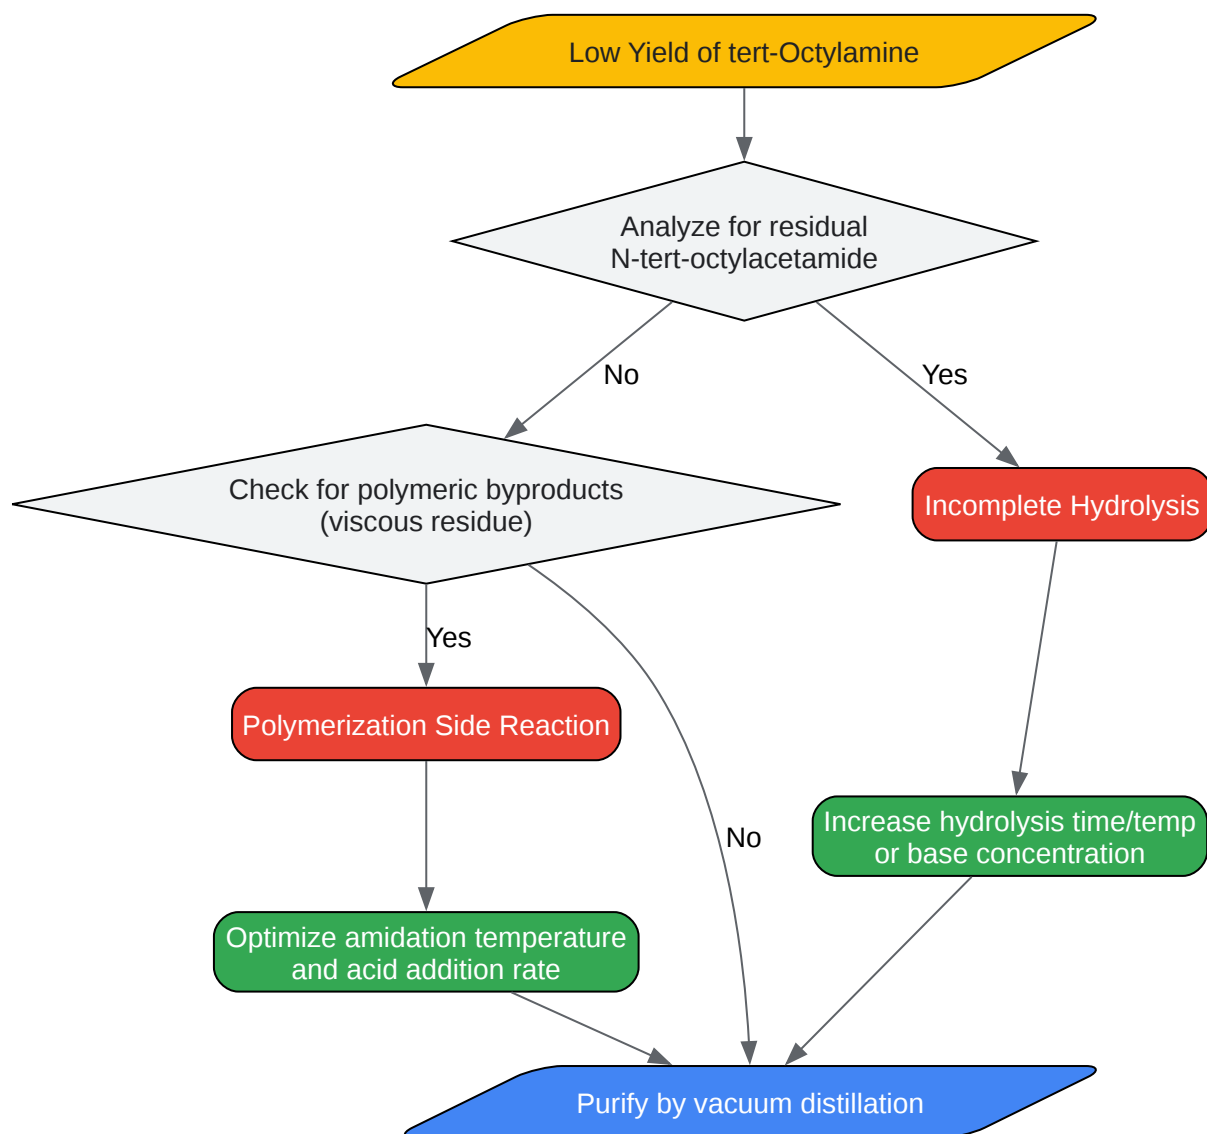 Low Yield of tert-Octylamine
Analyze for residual
N-tert-octylacetamide
No
Yes
Check for polymeric byproducts
(viscous residue)
Incomplete Hydrolysis
Yes
Polymerization Side Reaction
No
Increase hydrolysis time/temp
or base concentration
Optimize amidation temperature
and acid addition rate
Purify by vacuum distillation